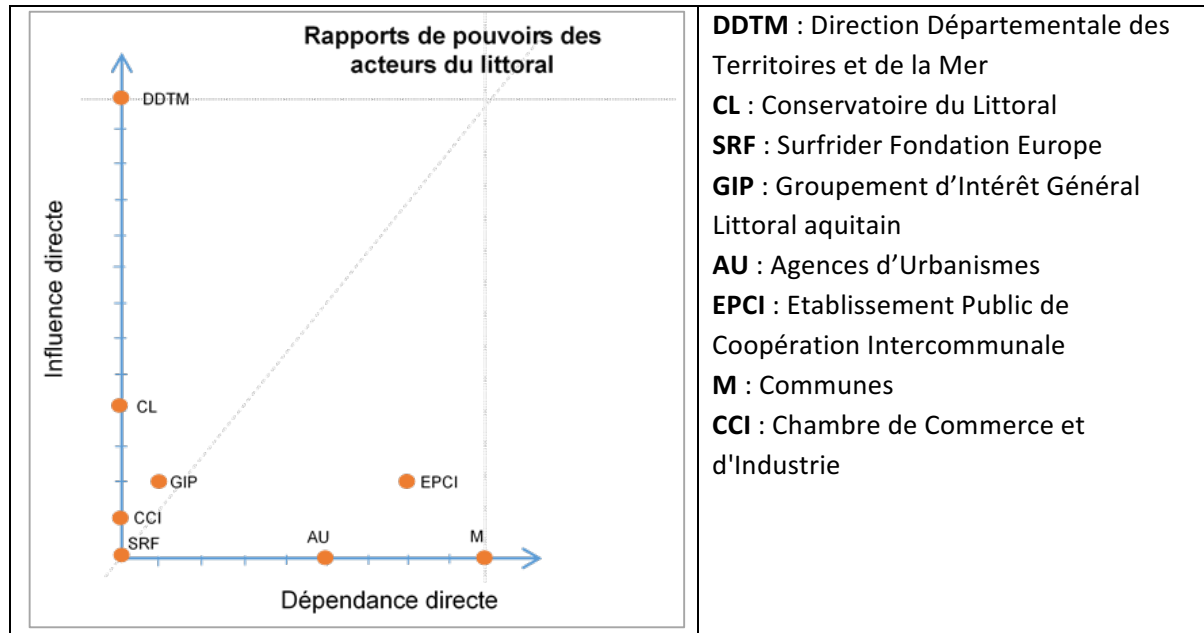 Rapports de pouvoirs des
acteurs du littoral
DDTM
Influence directe
CL
GIP
EPCI
CCI
SRF
AU
M
Dépendance directe
DDTM : Direction Départementale des
Territoires et de la Mer
CL : Conservatoire du Littoral
SRF : Surfrider Fondation Europe
GIP : Groupement d’Intérêt Général
Littoral aquitain
AU : Agences d’Urbanismes
EPCI : Etablissement Public de
Coopération Intercommunale
M : Communes
CCI : Chambre de Commerce et
d'Industrie